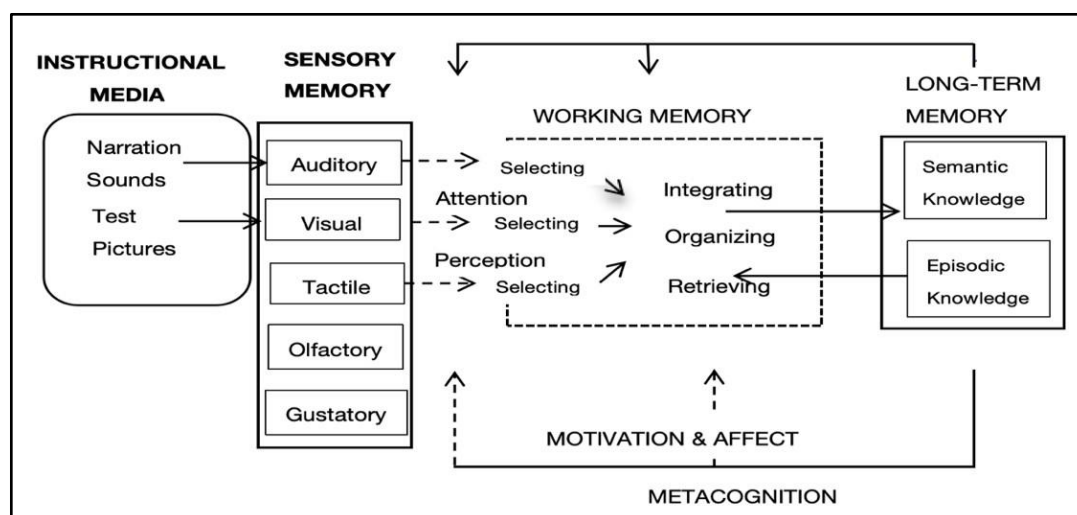 INSTRUCTIONAL
MEDIA
Narration
Sounds
Test
Pictures
SENSORY
MEMORY
Auditory
Visual
Tactile
Olfactory
Gustatory
Attention
Perception
WORKING MEMORY
Selecting
Selecting
Selecting
Integrating
Organizing
Retrieving
LONG-TERM
MEMORY
Semantic
Knowledge
Episodic
Knowledge
MOTIVATION & AFFECT
METACOGNITION